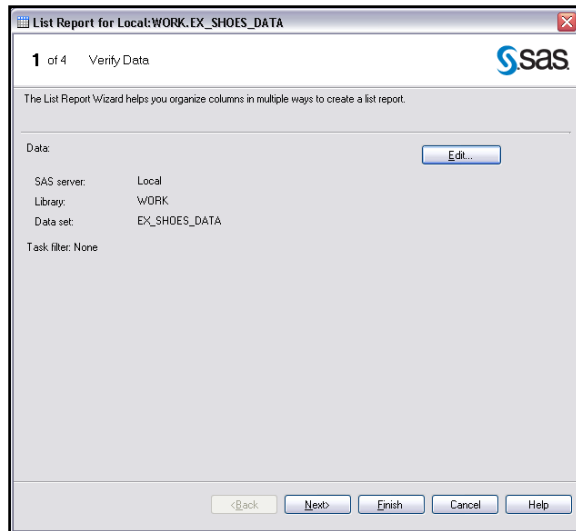 List Report for Local:WORK.EX_SHOES_DATA
1 of 4 Verify Data
sas
The List Report Wizard helps you organize columns in multiple ways to create a list report.
Data:
Edit...
SAS server: Local
Library: WORK
Data set: EX_SHOES_DATA
Task filter: None
<Back Next> Finish Cancel Help